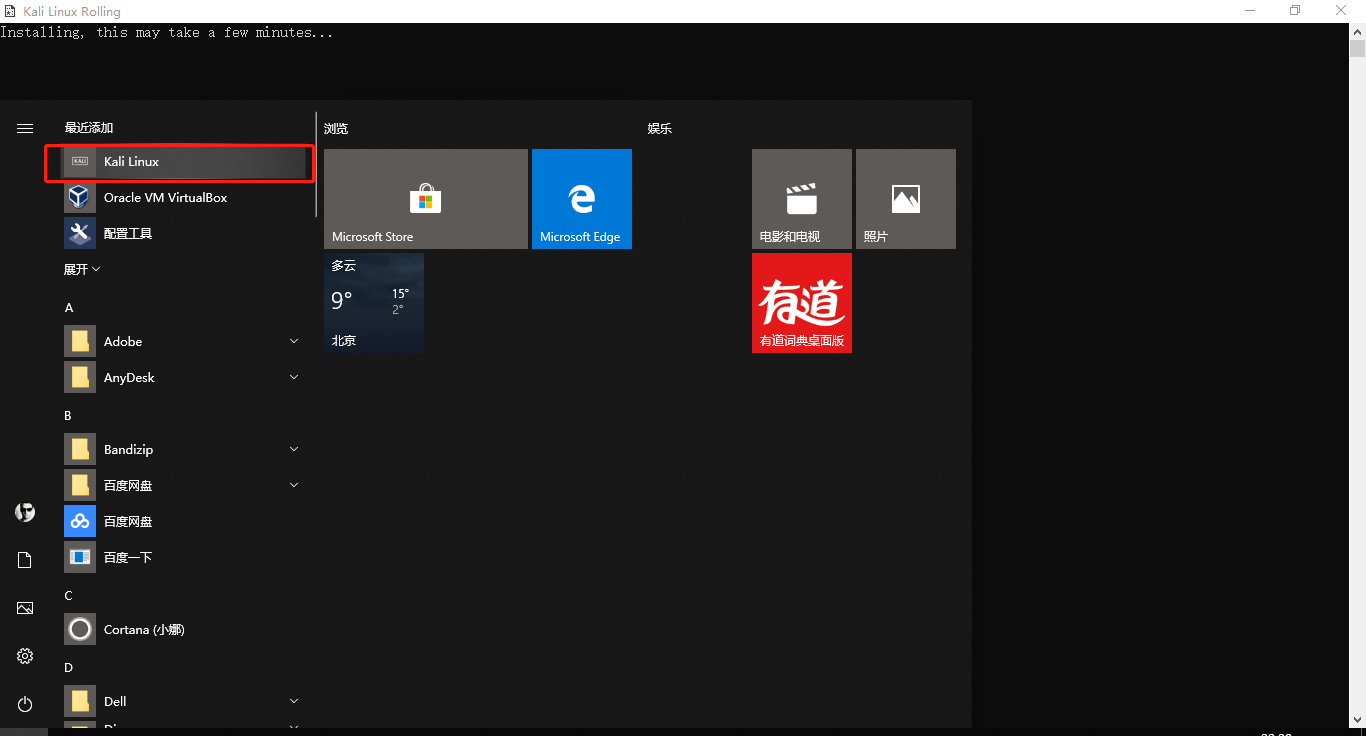 Kali Linux Rolling
Installing, this may take a few minutes...
最近添加
KALI
Kali Linux
Oracle VM VirtualBox
配置工具
展开
A
Adobe
AnyDesk
B
Bandizip
百度网盘
百度网盘
百度一下
C
Cortana (小娜)
D
Dell
浏览
Microsoft Store
Microsoft Edge
多云
9°
15°
2°
北京
娱乐
电影和电视
照片
有道
有道词典桌面版